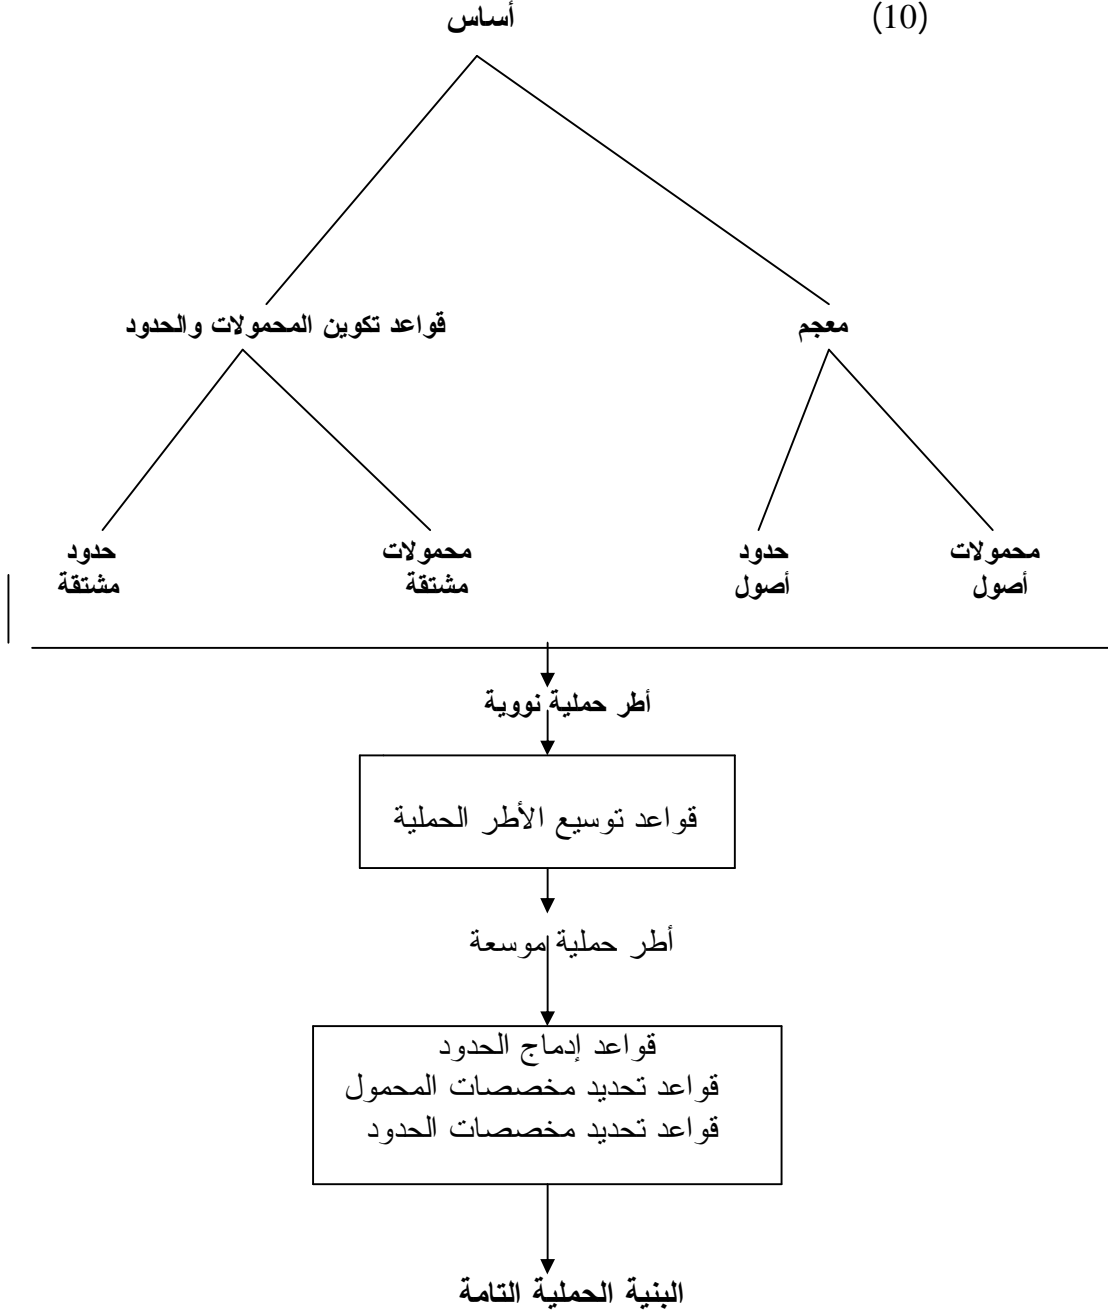 (10)
أساس
معجم
قواعد تكوين المحمولات والحدود
محمولات
أصول
حدود
أصول
محمولات
مشتقة
حدود
مشتقة
أطر حملية نووية
قواعد توسيع الأطر الحملية
أطر حملية موسعة
قواعد إدماج الحدود
قواعد تحديد مخصصات المحمول
قواعد تحديد مخصصات الحدود
البنية الحملية التامة